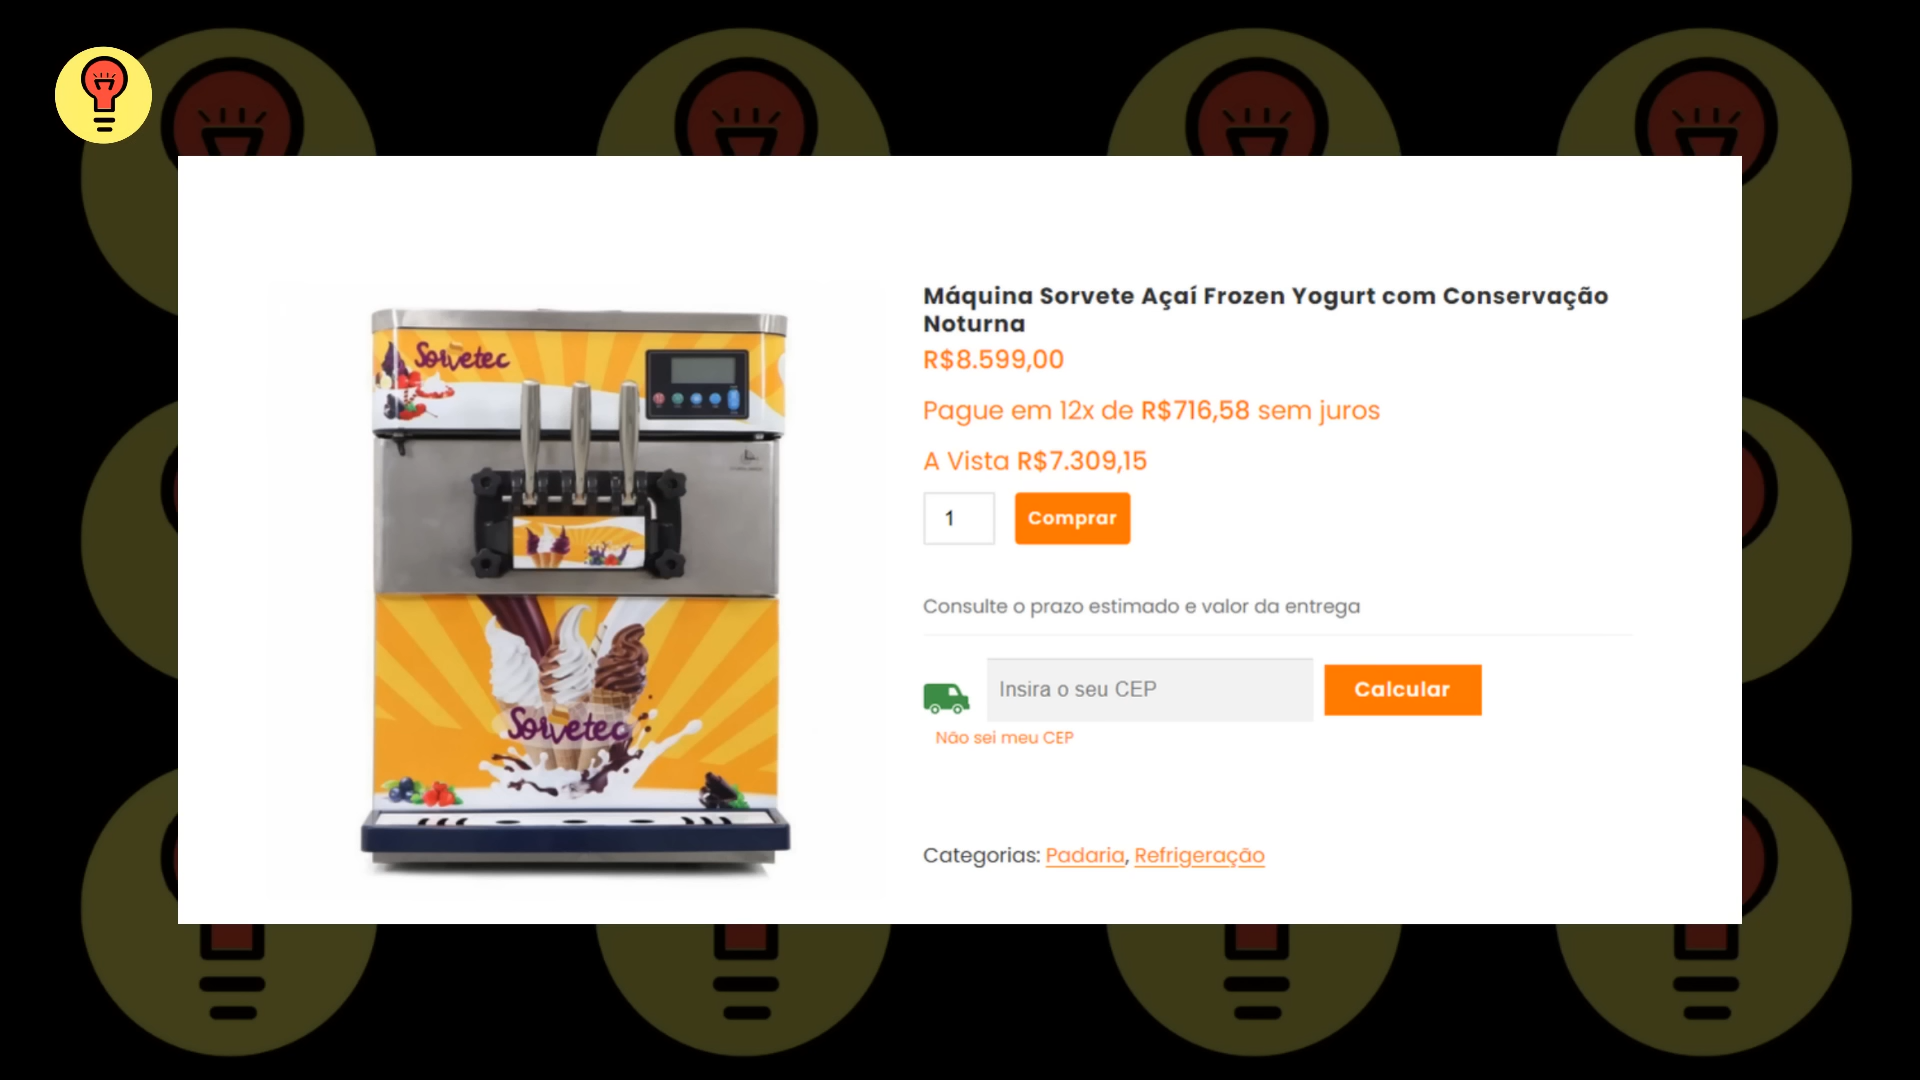 Máquina Sorvete Açaí Frozen Yogurt com Conservação
Noturna
R$8.599,00
Pague em 12x de R$716,58 sem juros
A Vista R$7.309,15
1
Comprar
Consulte o prazo estimado e valor da entrega
Insira o seu CEP
Calcular
Não sei meu CEP
Categorias: Padaria, Refrigeração
Sorvetec
Sorvetec